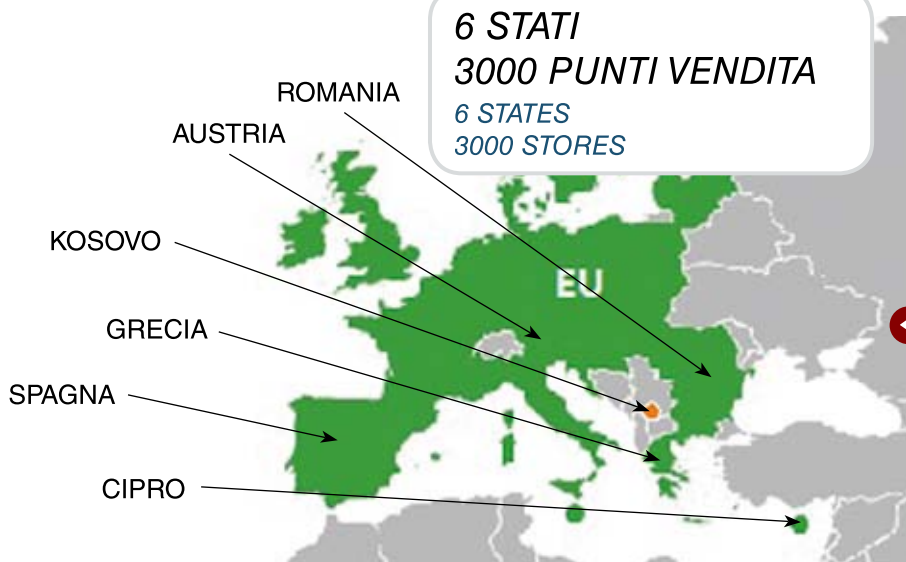 6 STATI
3000 PUNTI VENDITA
6 STATES
3000 STORES
ROMANIA
AUSTRIA
KOSOVO
EU
GRECIA
SPAGNA
CIPRO